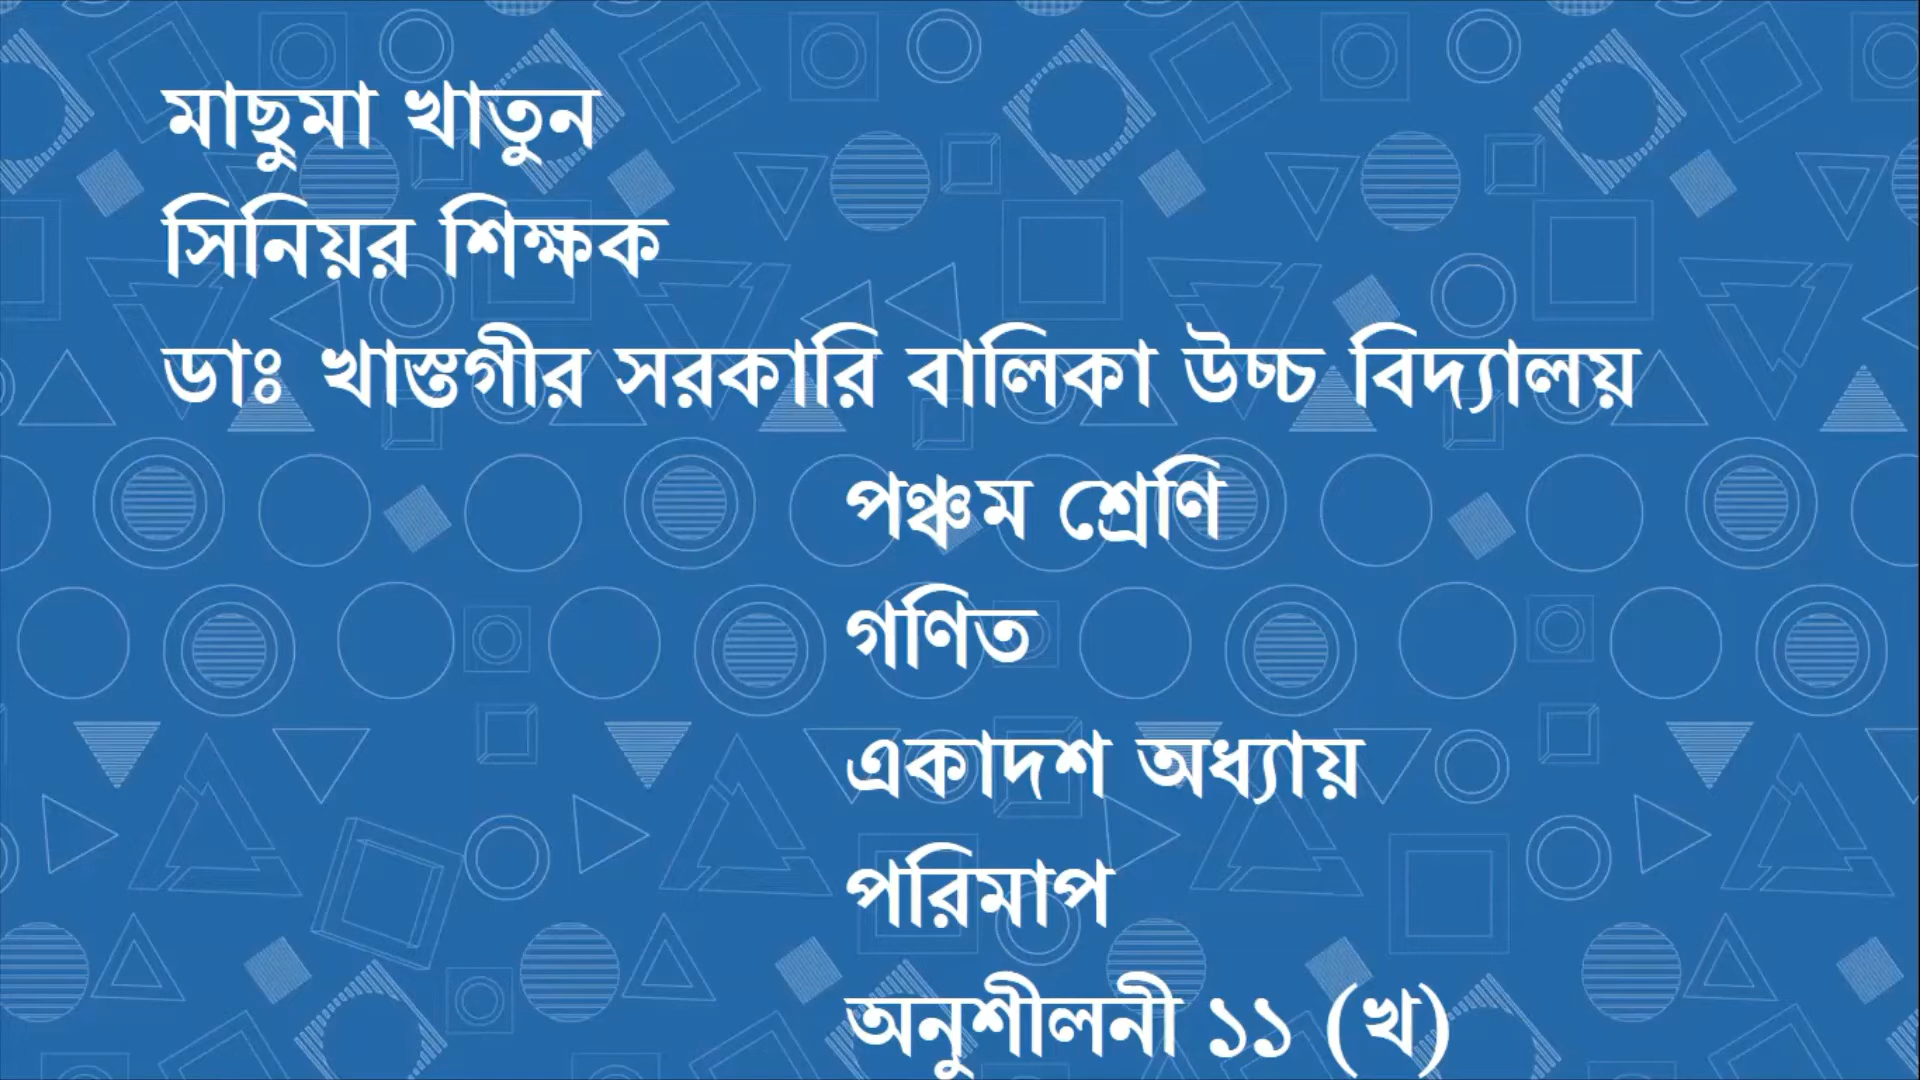 মাছুমা খাতুন
সিনিয়র শিক্ষক
ডাঃ খাস্তগীর সরকারি বালিকা উচ্চ বিদ্যালয়
পঞ্চম শ্রেণি
গণিত
একাদশ অধ্যায়
পরিমাপ
অনুশীলনী ১১ (খ)